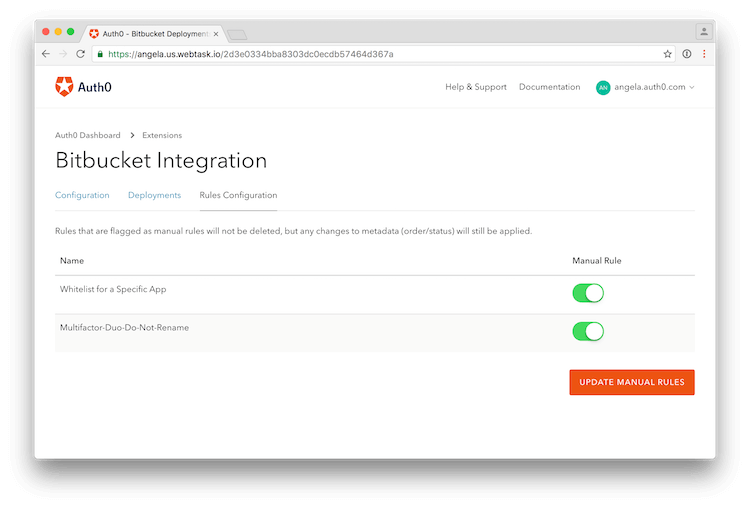 Auth0 - Bitbucket Deployment
https://angela.us.webtask.io/2d3e0334bba8303dc0ecdb57464d367a
Auth0
Help & Support Documentation AN angela.auth0.com
Auth0 Dashboard Extensions
Bitbucket Integration
Configuration Deployments Rules Configuration
Rules that are flagged as manual rules will not be deleted, but any changes to metadata (order/status) will still be applied.
Name Manual Rule
Whitelist for a Specific App
Multifactor-Duo-Do-Not-Rename
UPDATE MANUAL RULES